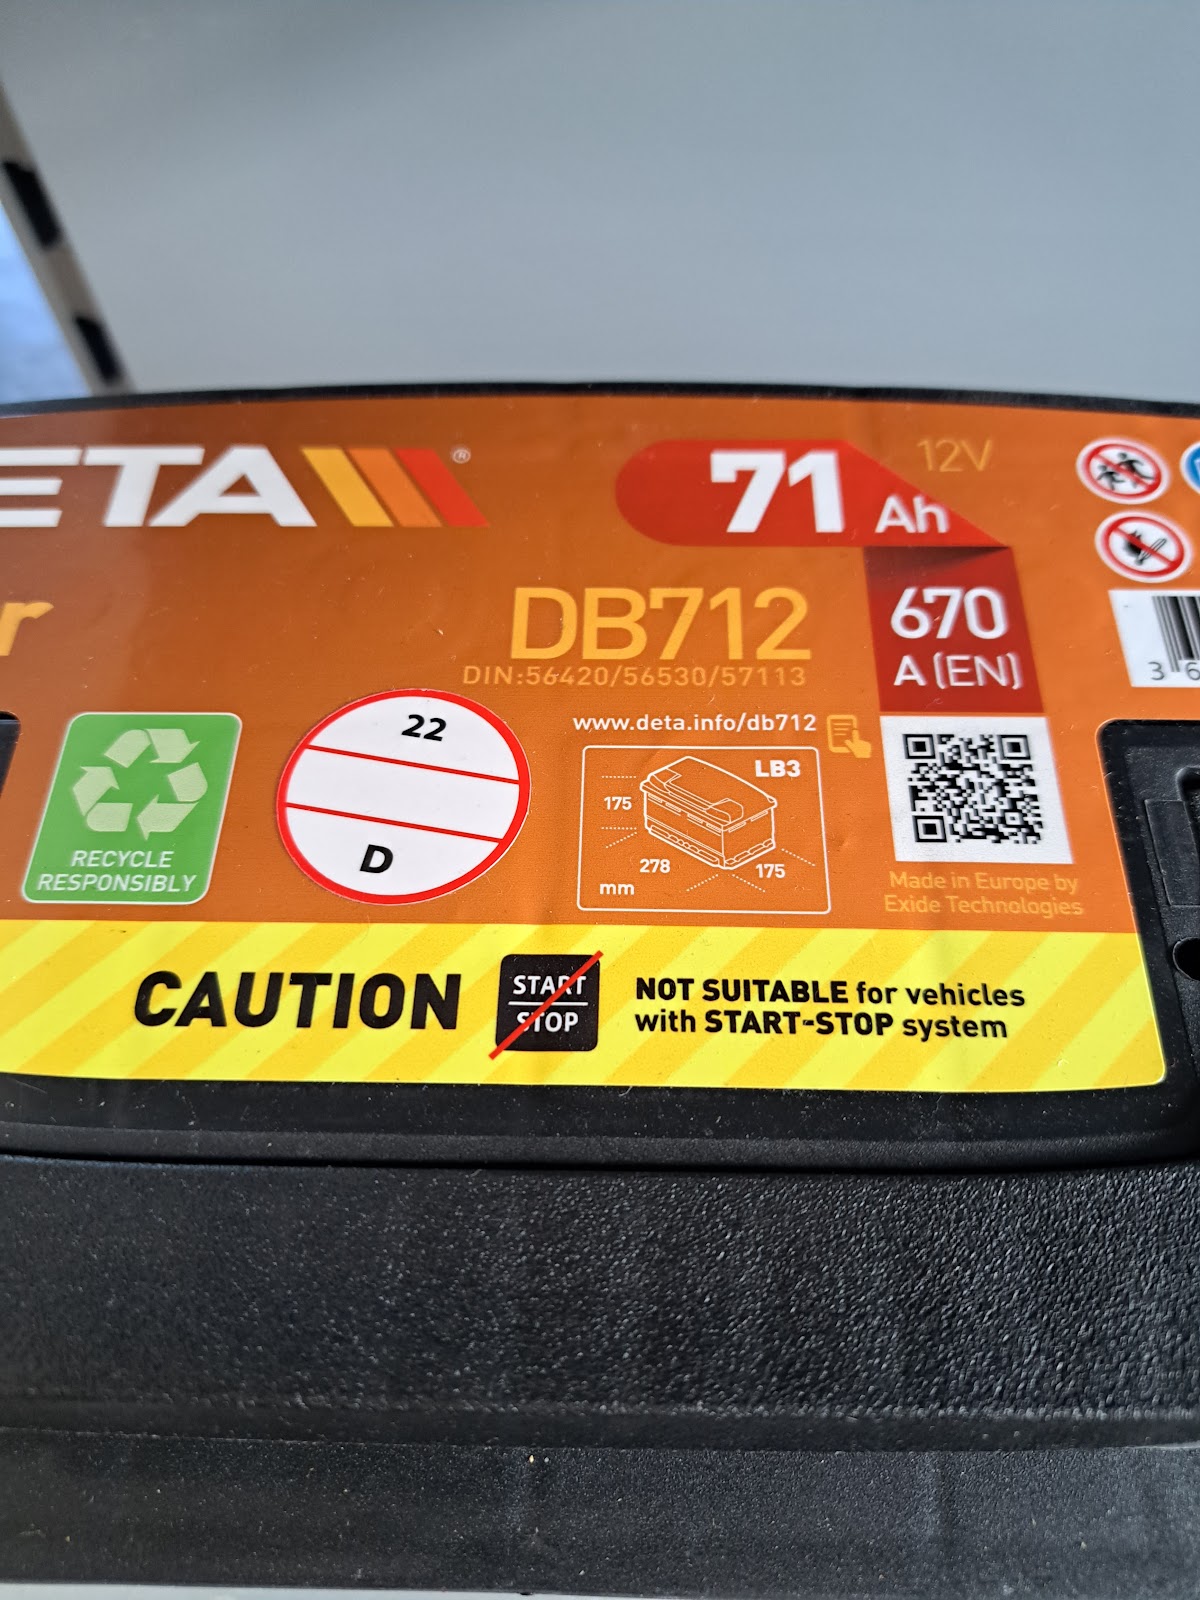 ETA®
71 Ah
12V
r
DB712
DIN:56420/56530/57113
670
A (EN)
3 6
www.deta.info/db712
22
D
LB3
175
278
175
mm
RECYCLE
RESPONSIBLY
Made in Europe by
Exide Technologies
CAUTION
START
STOP
NOT SUITABLE for vehicles
with START-STOP system